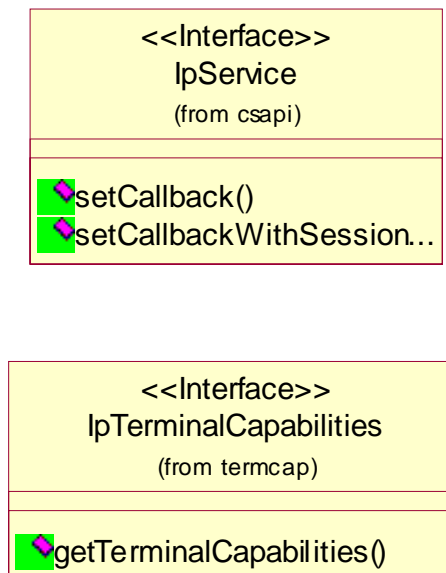 <<Interface>>
IpService
(from csapi)
setCallback()
setCallbackWithSession...
<<Interface>>
IpTerminalCapabilities
(from termcap)
getTerminalCapabilities()